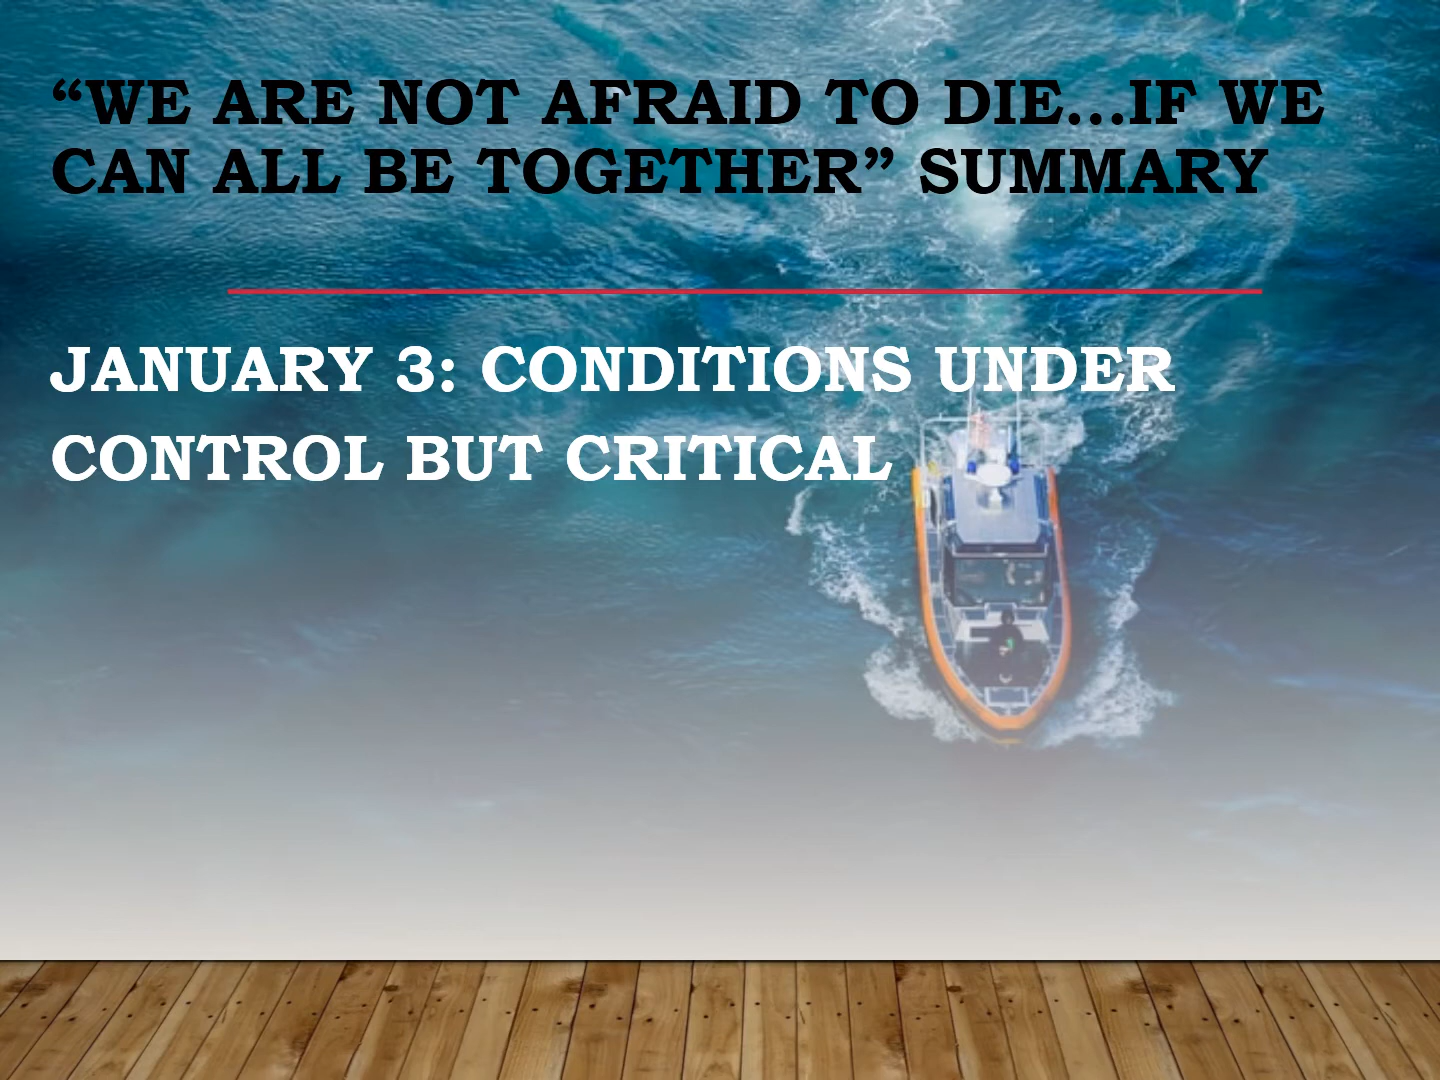 “WE ARE NOT AFRAID TO DIE…IF WE
CAN ALL BE TOGETHER” SUMMARY
JANUARY 3: CONDITIONS UNDER
CONTROL BUT CRITICAL